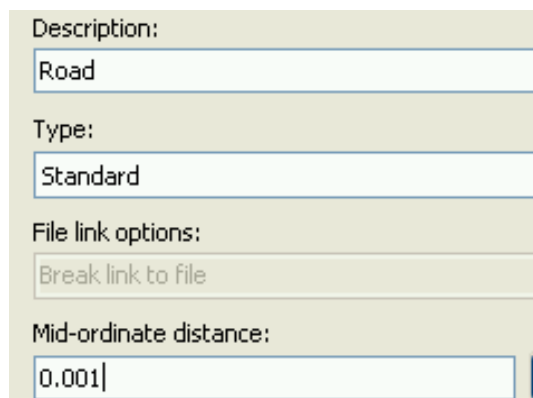 Description:
Road
Type:
Standard
File link options:
Break link to file
Mid-ordinate distance:
0.001